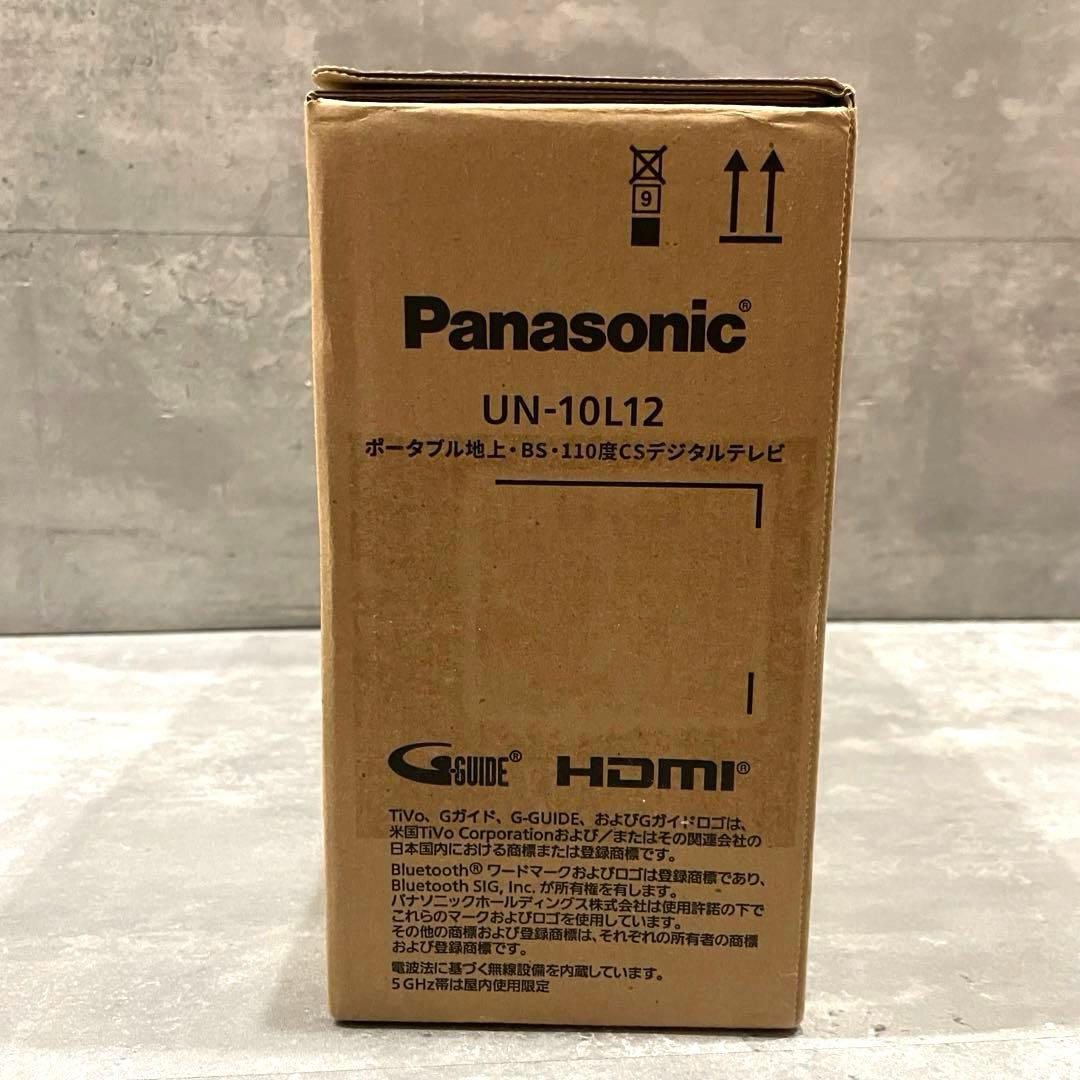 9
Panasonic®
UN-10L12
ポータブル地上・BS・110度CSデジタルテレビ
G-GUIDE® HDMI®
TiVo、Gガイド、G-GUIDE、およびGガイドロゴは、
米国TiVo Corporationおよび／またはその関連会社の
日本国内における商標または登録商標です。
Bluetooth® ワードマークおよびロゴは登録商標であり、
Bluetooth SIG, Inc. が所有権を有します。
パナソニックホールディングス株式会社は使用許諾の下で
これらのマークおよびロゴを使用しています。
その他の商標および登録商標は、それぞれの所有者の商標
および登録商標です。
電波法に基づく無線設備を内蔵しています。
5 GHz帯は屋内使用限定